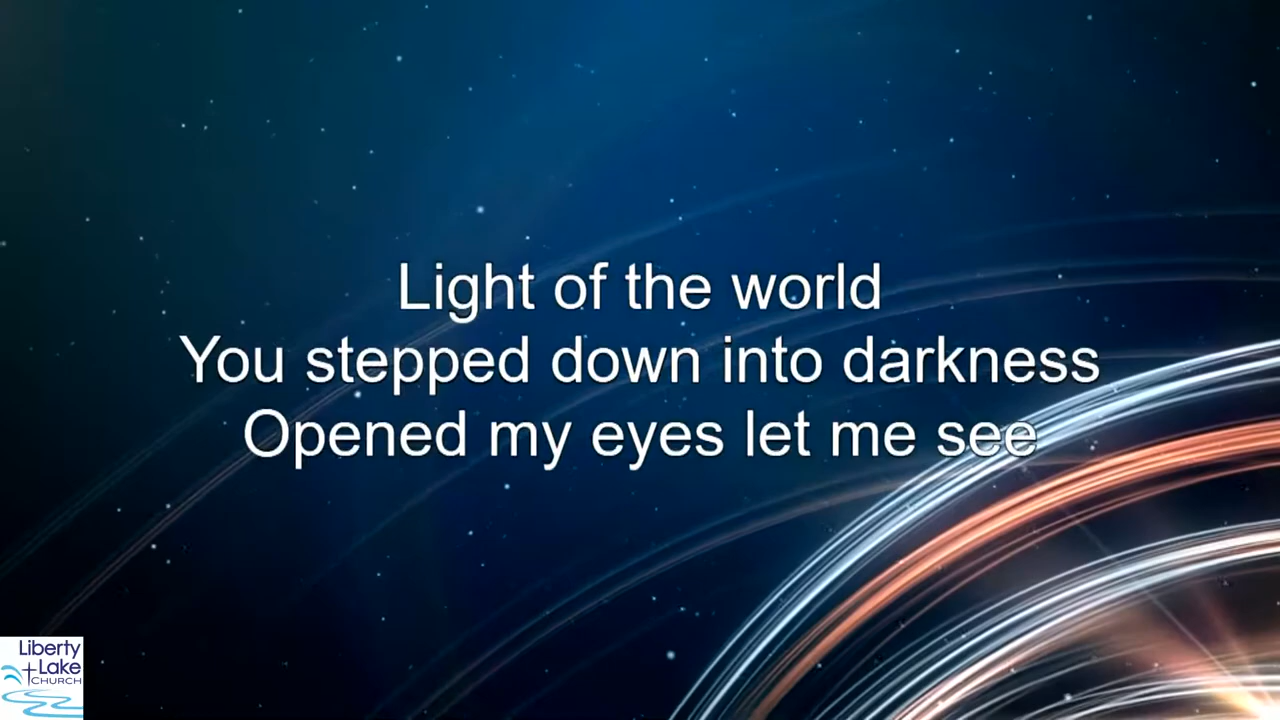 Light of the world
You stepped down into darkness
Opened my eyes let me see
Liberty
Lake
CHURCH